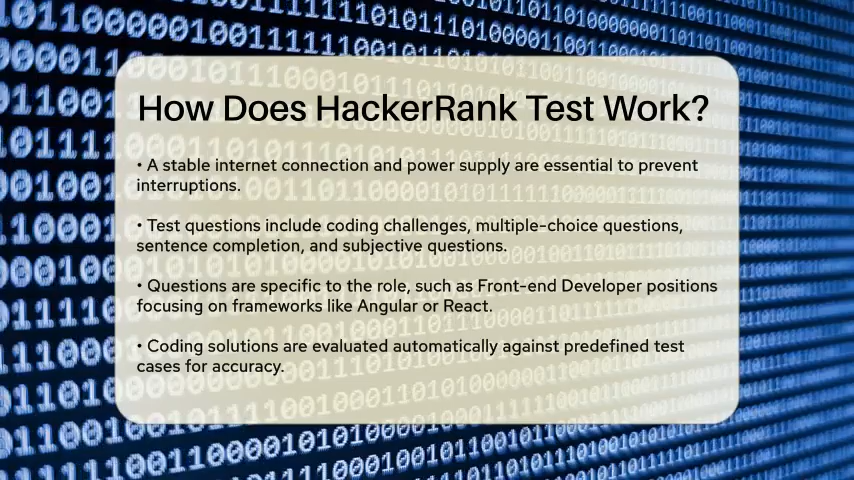 How Does HackerRank Test Work?
• A stable internet connection and power supply are essential to prevent
interruptions.
• Test questions include coding challenges, multiple-choice questions,
sentence completion, and subjective questions.
• Questions are specific to the role, such as Front-end Developer positions
focusing on frameworks like Angular or React.
• Coding solutions are evaluated automatically against predefined test
cases for accuracy.